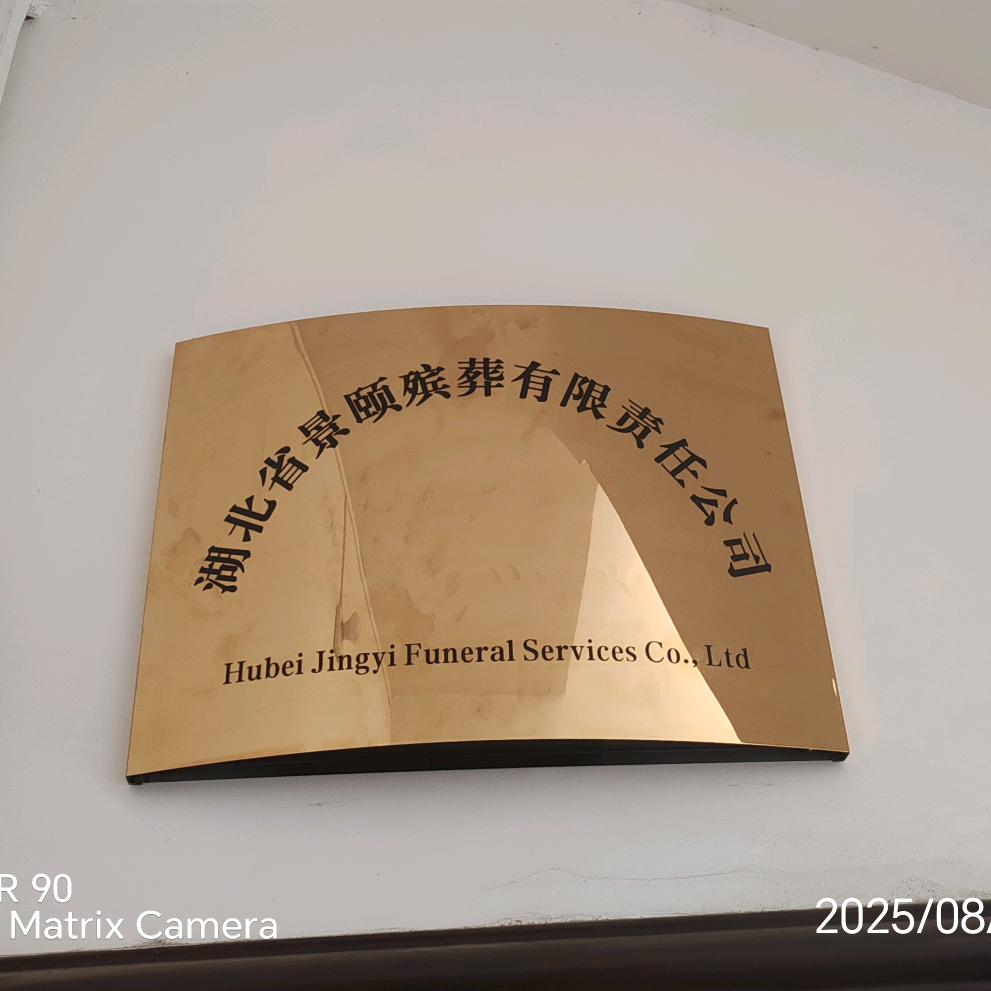 湖北省景颐殡葬有限责任公司
Hubei Jingyi Funeral Services Co., Ltd
R 90
Matrix Camera
2025/08/